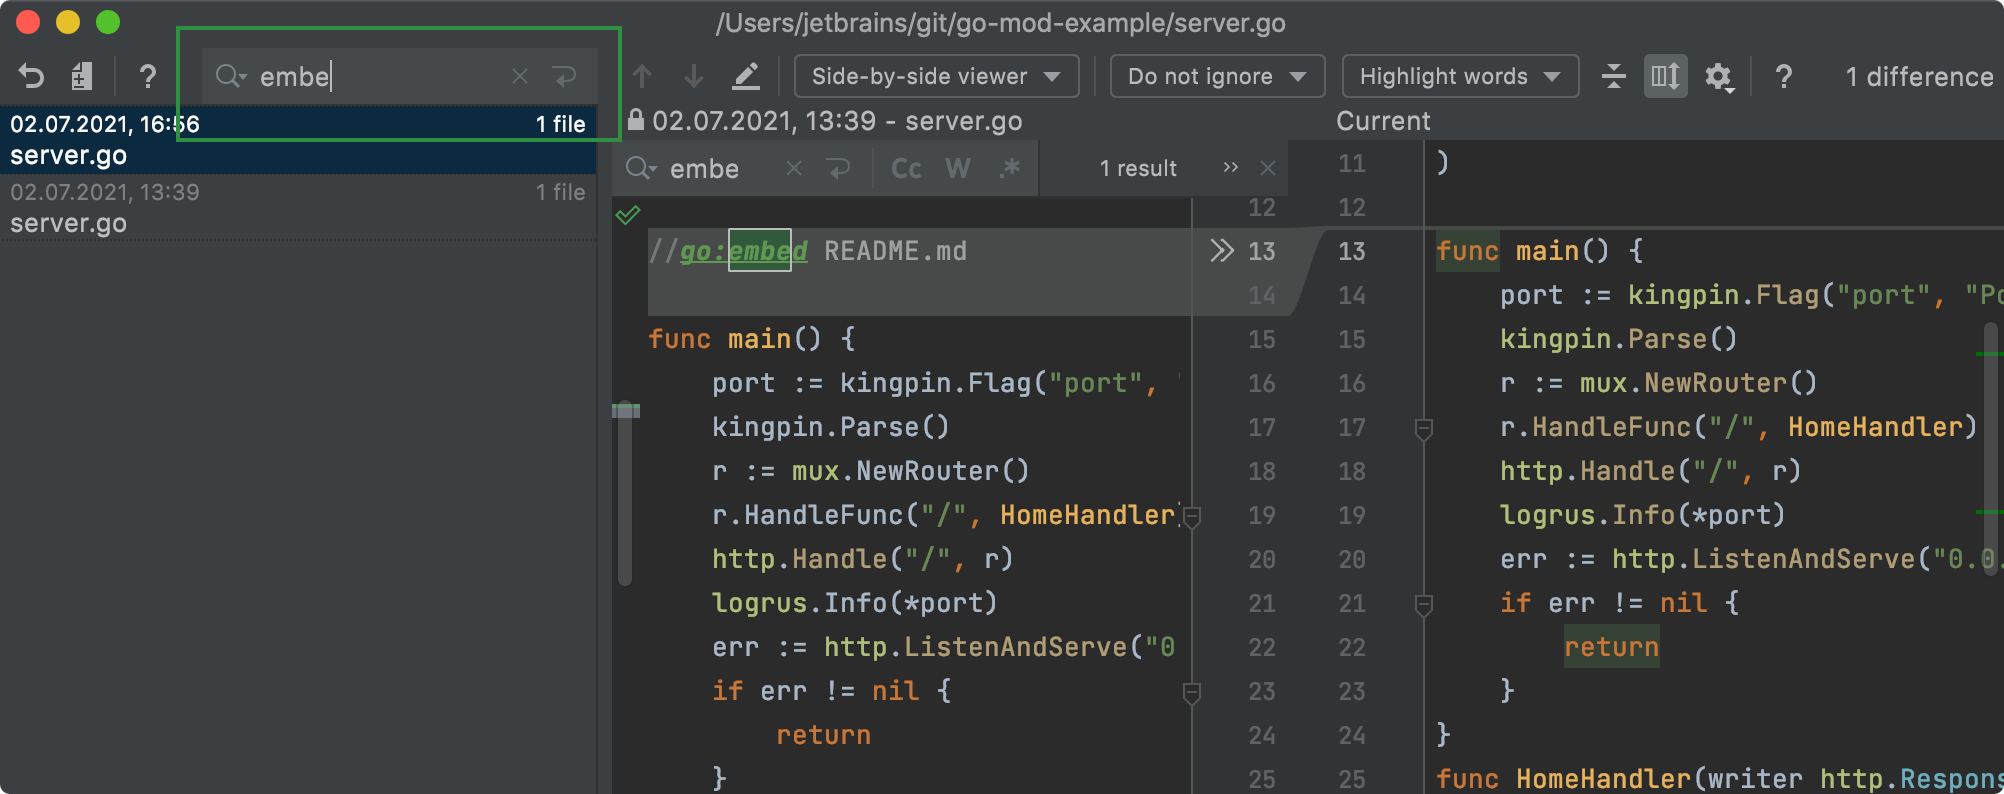 /Users/jetbrains/git/go-mod-example/server.go
? embe Side-by-side viewer Do not ignore Highlight words ? 1 difference
02.07.2021, 16:56 1 file
server.go
02.07.2021, 13:39 1 file
server.go
02.07.2021, 13:39 - server.go Current
embe Cc W .* 1 result
11 )
12 12
//go:embed README.md 13 13 func main() {
14 14 port := kingpin.Flag("port", "Po
func main() { 15 15 kingpin.Parse()
port := kingpin.Flag("port", 16 16 r := mux.NewRouter()
kingpin.Parse() 17 17 r.HandleFunc("/", HomeHandler)
r := mux.NewRouter() 18 18 http.Handle("/", r)
r.HandleFunc("/", HomeHandler) 19 19 logrus.Info(*port)
http.Handle("/", r) 20 20 err := http.ListenAndServe("0.0.
logrus.Info(*port) 21 21 if err != nil {
err := http.ListenAndServe("0 22 22 return
if err != nil { 23 23 }
return 24 24 }
} 25 25 func HomeHandler(writer http.Respons